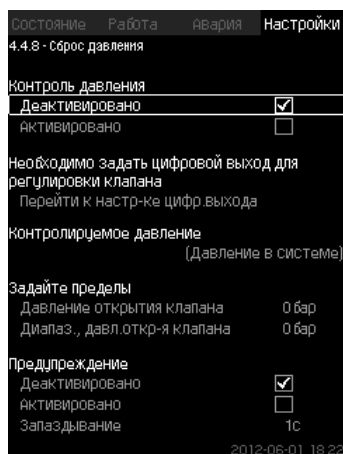 Состояние Работа Авария Настройки
4.4.8 - Сброс давления
Контроль давления
Деактивировано
Активировано
Необходимо задать цифровой выход для
регулировки клапана
Перейти к настр-ке цифр.выхода
Контролируемое давление
(Давление в системе)
Задайте пределы
Давление открытия клапана 0 бар
Диапаз., давл.откр-я клапана 0 бар
Предупреждение
Деактивировано
Активировано
Запаздывание 1с
2012-06-01 18:22